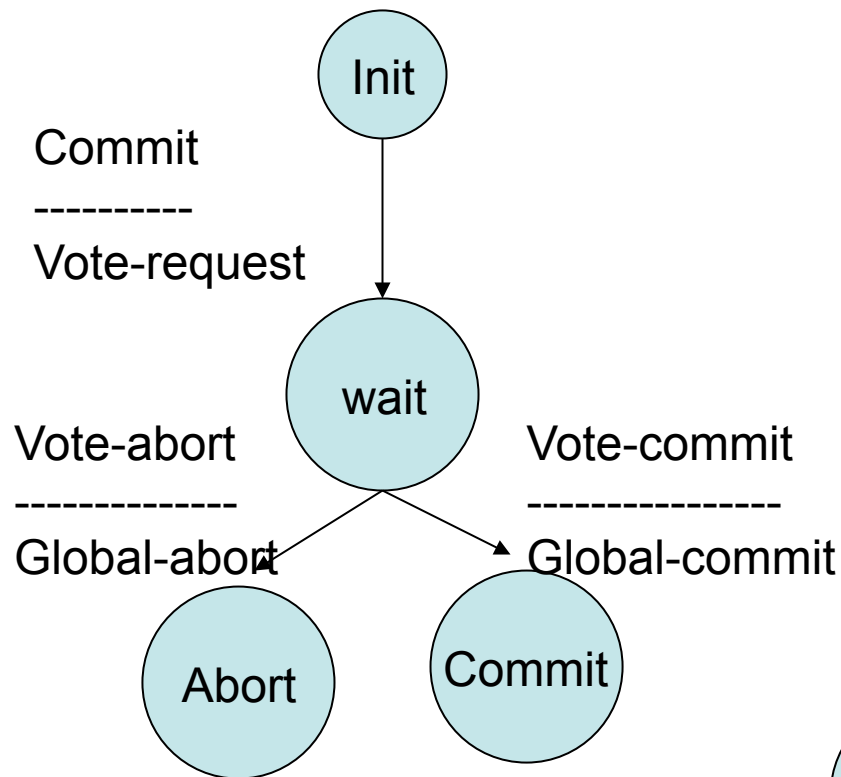 Init
Commit
----------
Vote-request
wait
Vote-abort
--------------
Global-abort
Vote-commit
----------------
Global-commit
Abort
Commit